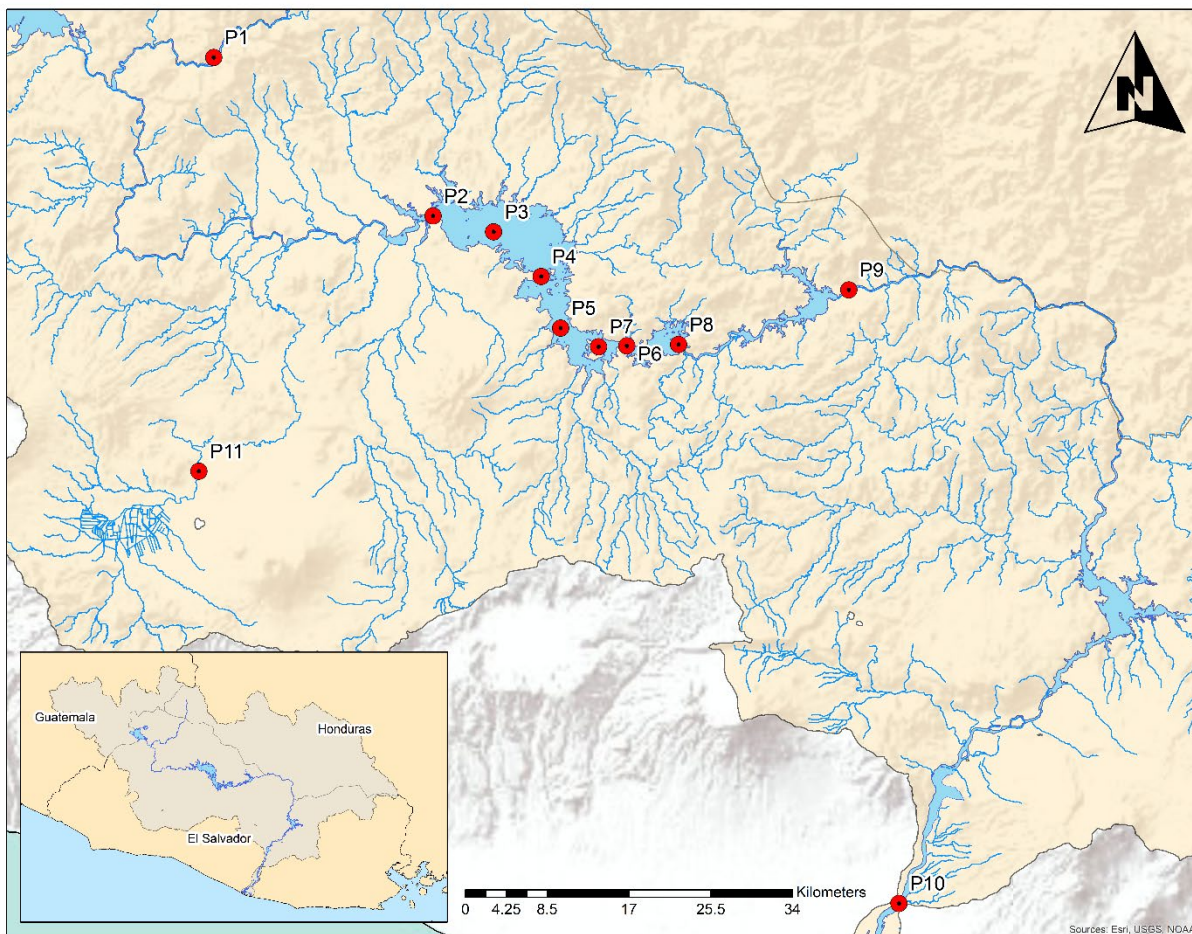 P1
N
P2
P3
P4
P9
P5
P7
P8
P6
P11
Guatemala
Honduras
El Salvador
Kilometers
0 4.25 8.5 17 25.5 34
P10
Sources: Esri, USGS, NOAA